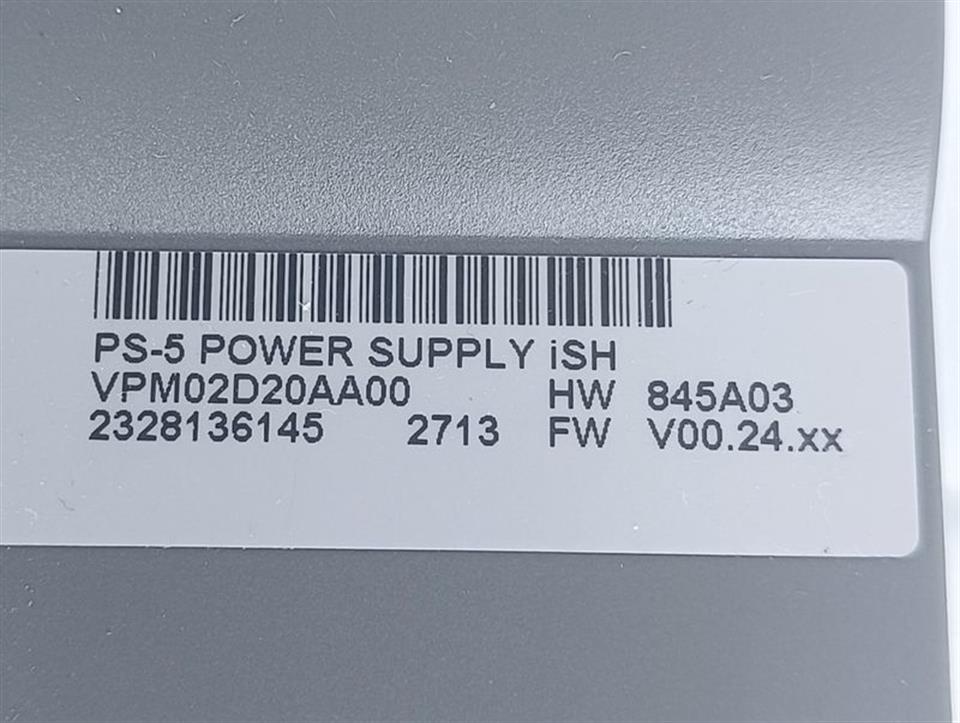 PS-5 POWER SUPPLY iSH
VPM02D20AA00 HW 845A03
2328136145 2713 FW V00.24.xx